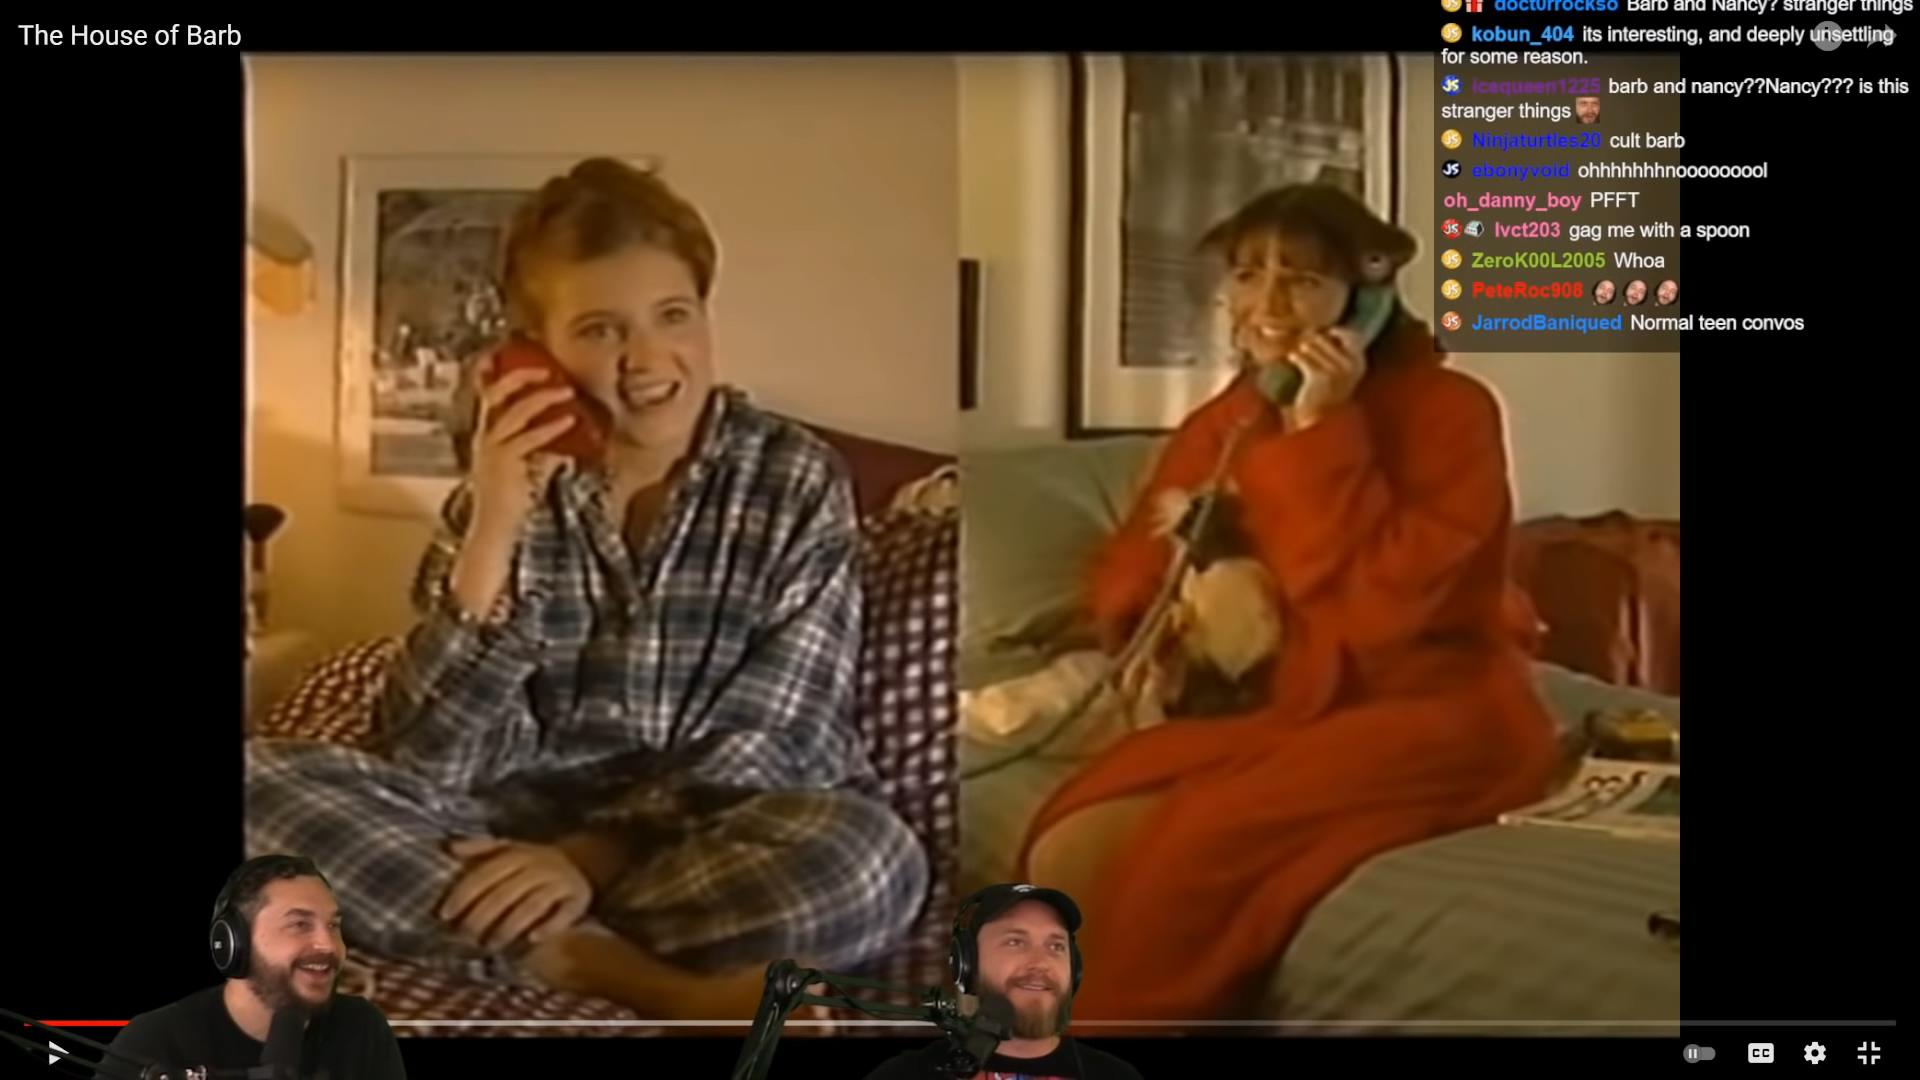 The House of Barb
doct0rrockso Barb and Nancy? stranger things
kobun_404 its interesting, and deeply unsettling
for some reason.
icequeen1225 barb and nancy??Nancy??? is this
stranger things
Ninjaturtles20 cult barb
ebonyvoid ohhhhhhhnooooooool
oh_danny_boy PFFT
lvct203 gag me with a spoon
ZeroK00L2005 Whoa
PeteRoc908
JarrodBaniqued Normal teen convos
CC